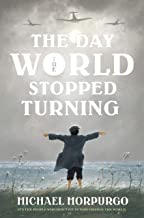 THE DAY
THE
WORLD
STOPPED
TURNING
MICHAEL MORPURGO